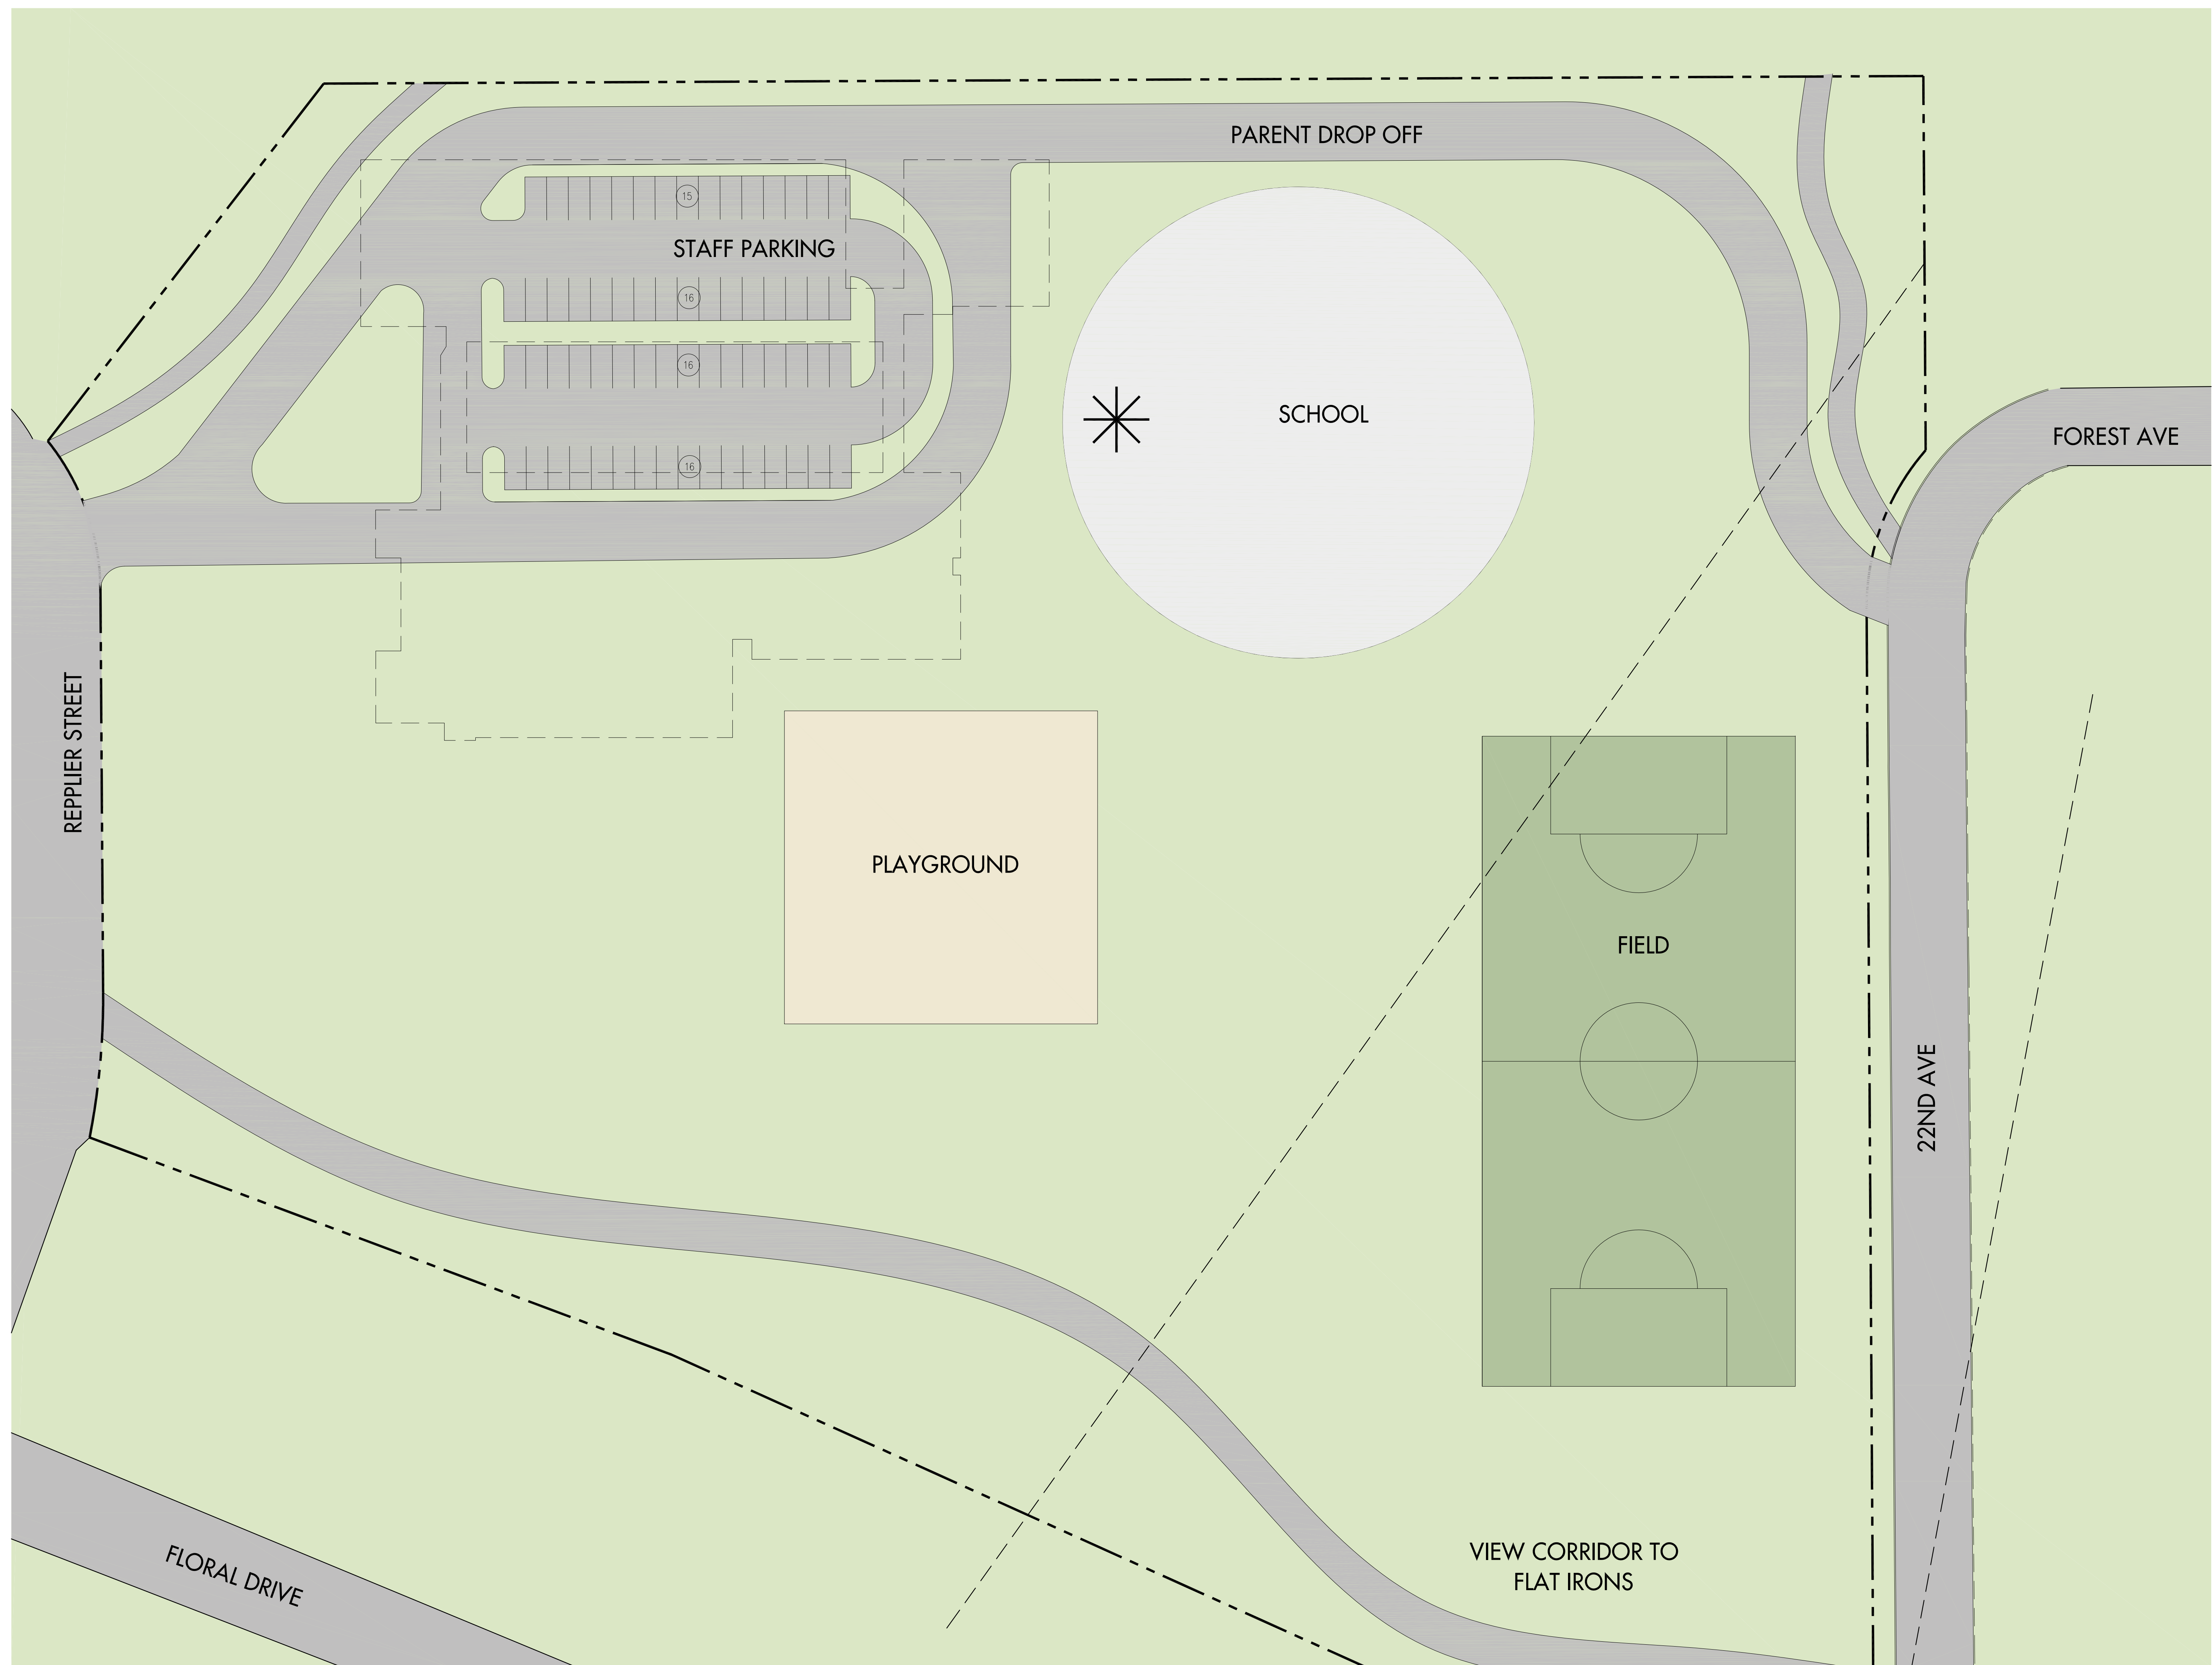 PARENT DROP OFF
15
STAFF PARKING
16
16
16
SCHOOL
FOREST AVE
REPPLIER STREET
PLAYGROUND
FIELD
22ND AVE
VIEW CORRIDOR TO
FLAT IRONS
FLORAL DRIVE